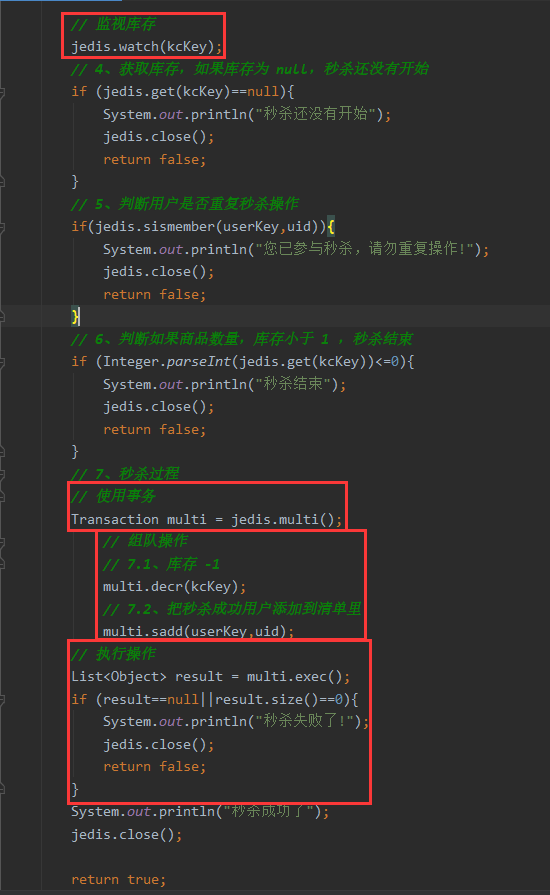 // 监视库存
jedis.watch(kcKey);
// 4、获取库存，如果库存为 null，秒杀还没有开始
if (jedis.get(kcKey)==null){
System.out.println("秒杀还没有开始");
jedis.close();
return false;
}
// 5、判断用户是否重复秒杀操作
if(jedis.sismember(userKey,uid)){
System.out.println("您已参与秒杀，请勿重复操作!");
jedis.close();
return false;
}
// 6、判断如果商品数量，库存小于 1 ，秒杀结束
if (Integer.parseInt(jedis.get(kcKey))<=0){
System.out.println("秒杀结束");
jedis.close();
return false;
}
// 7、秒杀过程
// 使用事务
Transaction multi = jedis.multi();
// 组队操作
// 7.1、库存 -1
multi.decr(kcKey);
// 7.2、把秒杀成功用户添加到清单里
multi.sadd(userKey,uid);
// 执行操作
List<Object> result = multi.exec();
if (result==null||result.size()==0){
System.out.println("秒杀失败了!");
jedis.close();
return false;
}
System.out.println("秒杀成功了");
jedis.close();
return true;